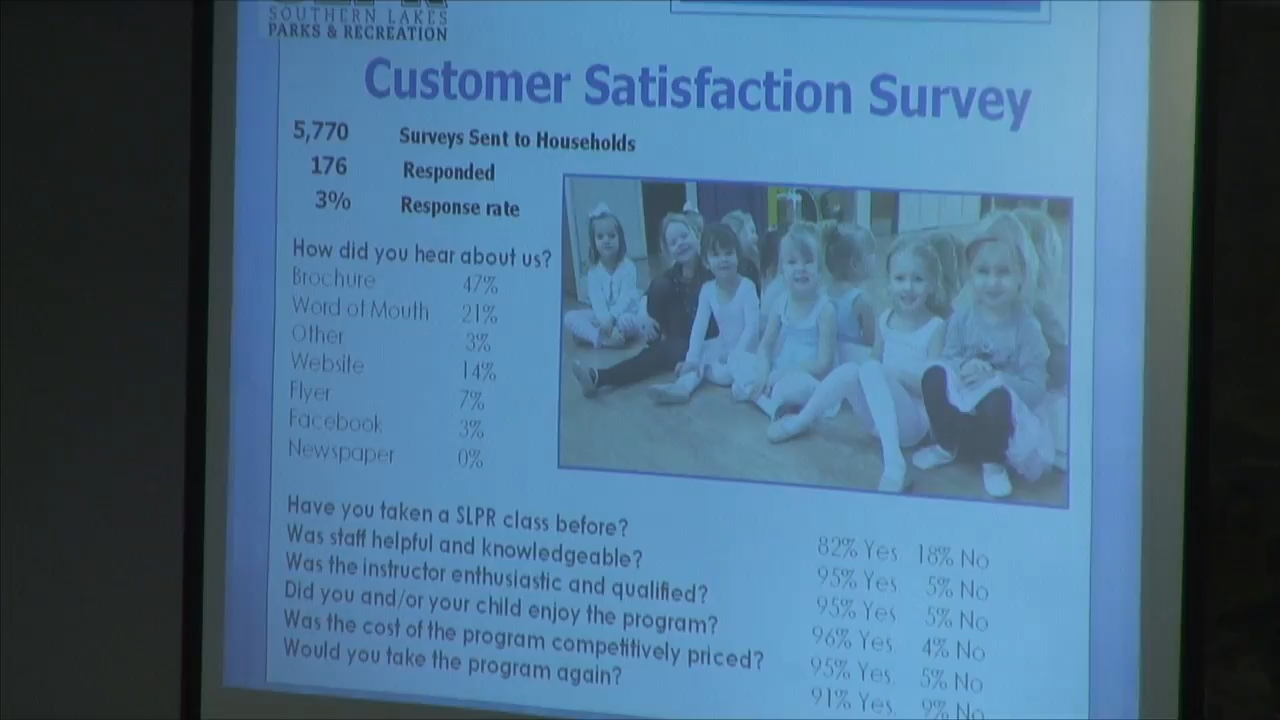 SOUTHERN LAKES
PARKS & RECREATION
Customer Satisfaction Survey
5,770 Surveys Sent to Households
176 Responded
3% Response rate
How did you hear about us?
Brochure 47%
Word of Mouth 21%
Other 3%
Website 14%
Flyer 7%
Facebook 3%
Newspaper 0%
Have you taken a SLPR class before? 82% Yes 18% No
Was staff helpful and knowledgeable? 95% Yes 5% No
Was the instructor enthusiastic and qualified? 95% Yes 5% No
Did you and/or your child enjoy the program? 96% Yes 4% No
Was the cost of the program competitively priced? 95% Yes 5% No
Would you take the program again? 91% Yes 9% No